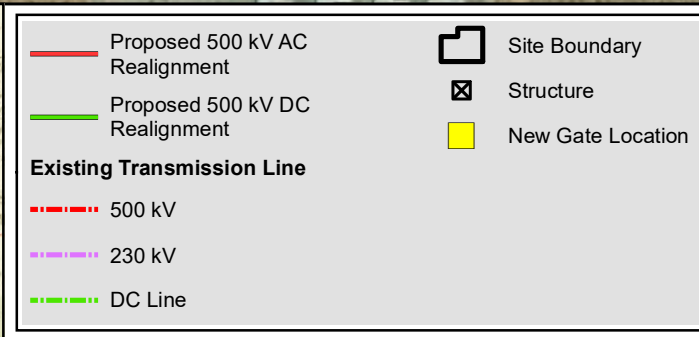 Proposed 500 kV AC
Realignment
Proposed 500 kV DC
Realignment
Existing Transmission Line
500 kV
230 kV
DC Line
Site Boundary
Structure
New Gate Location